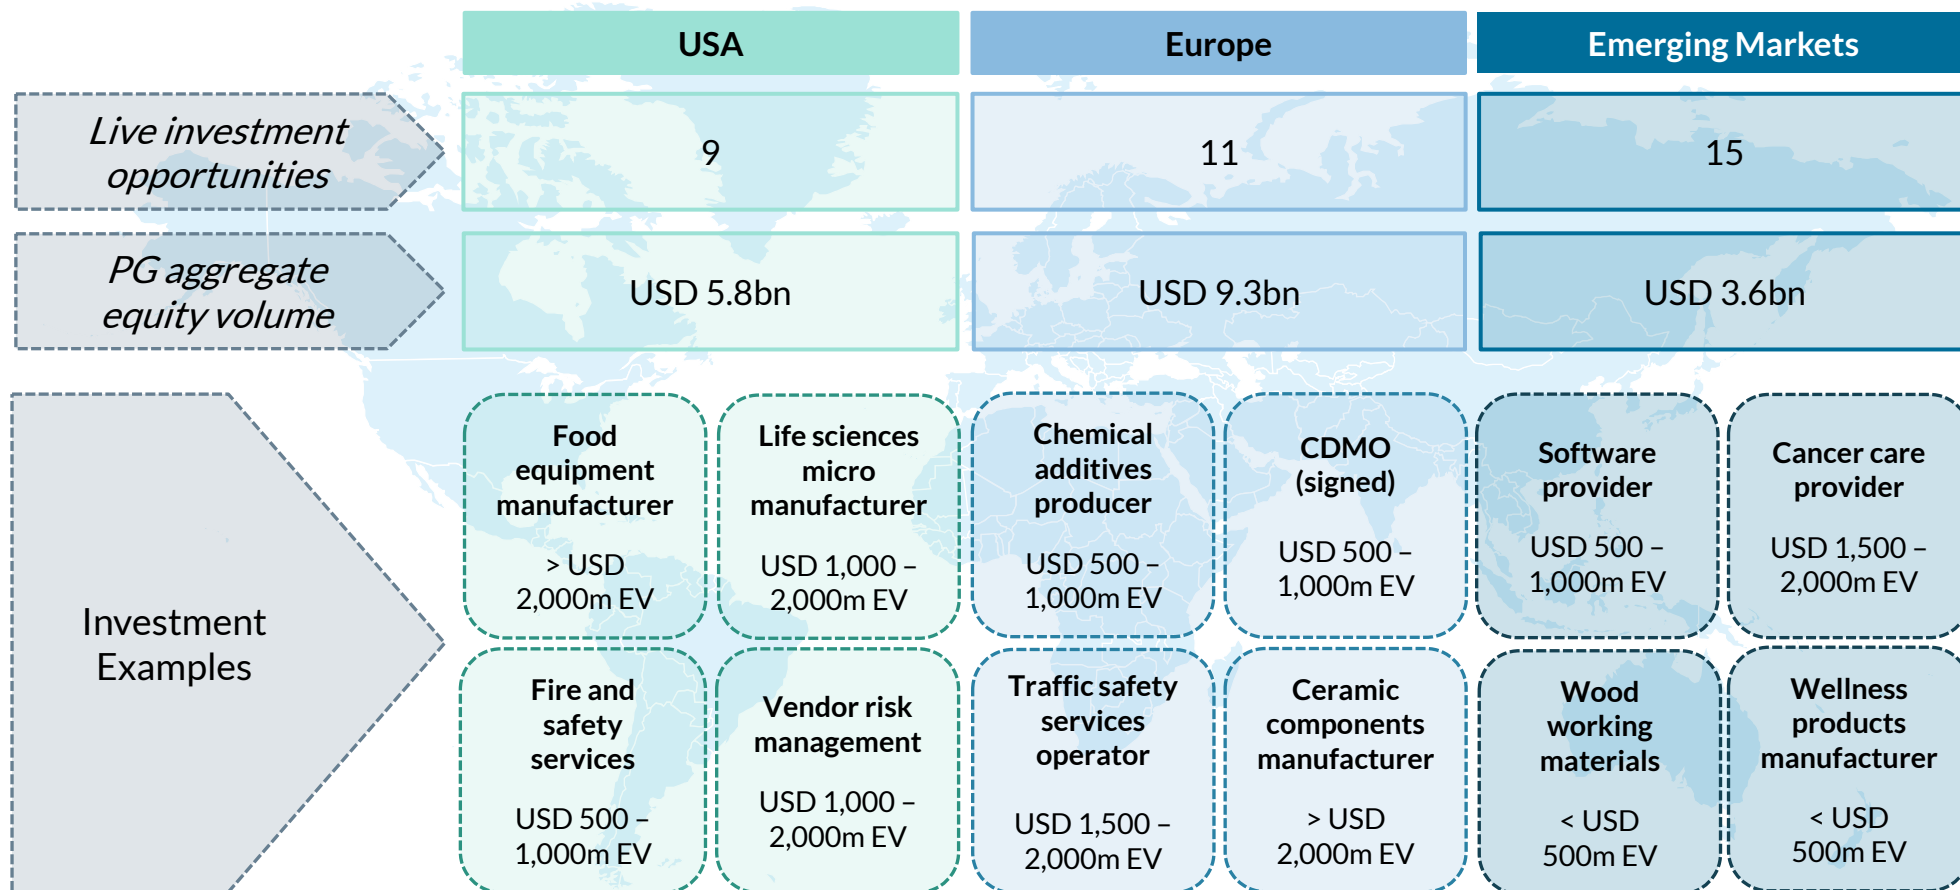 USA
Europe
Emerging Markets
Live investment
opportunities
9
11
15
PG aggregate
equity volume
USD 5.8bn
USD 9.3bn
USD 3.6bn
Investment
Examples
Food
equipment
manufacturer
> USD
2,000m EV
Life sciences
micro
manufacturer
USD 1,000 –
2,000m EV
Chemical
additives
producer
USD 500 –
1,000m EV
CDMO
(signed)
USD 500 –
1,000m EV
Software
provider
USD 500 –
1,000m EV
Cancer care
provider
USD 1,500 –
2,000m EV
Fire and
safety
services
USD 500 –
1,000m EV
Vendor risk
management
USD 1,000 –
2,000m EV
Traffic safety
services
operator
USD 1,500 –
2,000m EV
Ceramic
components
manufacturer
> USD
2,000m EV
Wood
working
materials
< USD
500m EV
Wellness
products
manufacturer
< USD
500m EV